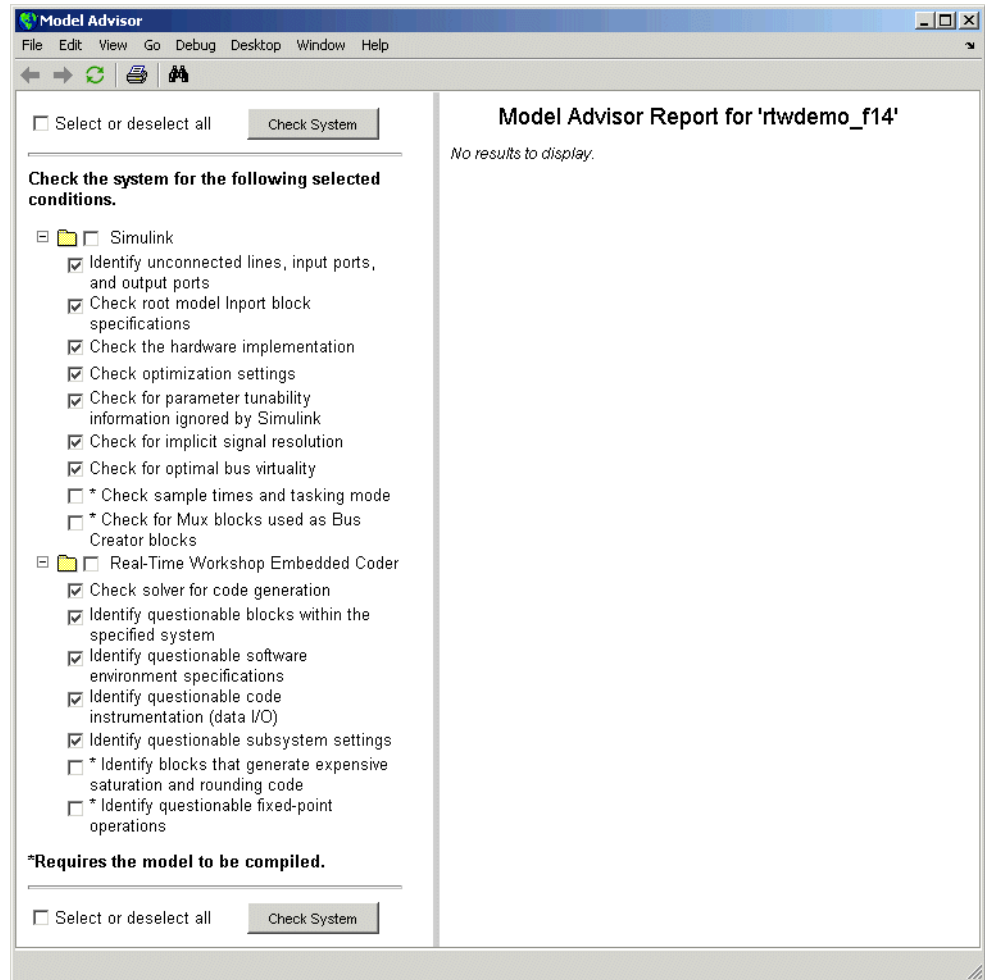 Model Advisor
File Edit View Go Debug Desktop Window Help
Select or deselect all
Check System
Check the system for the following selected
conditions.
Simulink
Identify unconnected lines, input ports,
and output ports
Check root model Inport block
specifications
Check the hardware implementation
Check optimization settings
Check for parameter tunability
information ignored by Simulink
Check for implicit signal resolution
Check for optimal bus virtuality
* Check sample times and tasking mode
* Check for Mux blocks used as Bus
Creator blocks
Real-Time Workshop Embedded Coder
Check solver for code generation
Identify questionable blocks within the
specified system
Identify questionable software
environment specifications
Identify questionable code
instrumentation (data I/O)
Identify questionable subsystem settings
* Identify blocks that generate expensive
saturation and rounding code
* Identify questionable fixed-point
operations
*Requires the model to be compiled.
Select or deselect all
Check System
Model Advisor Report for 'rtwdemo_f14'
No results to display.